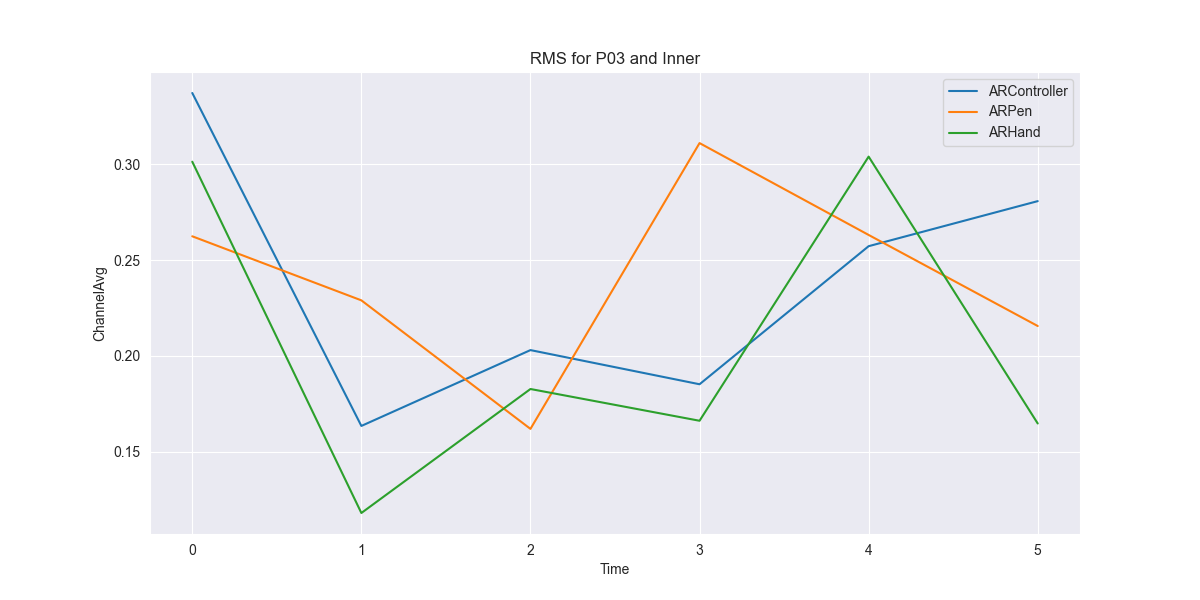 RMS for P03 and Inner
ARController
ARPen
ARHand
ChannelAvg
0.30
0.25
0.20
0.15
0 1 2 3 4 5
Time